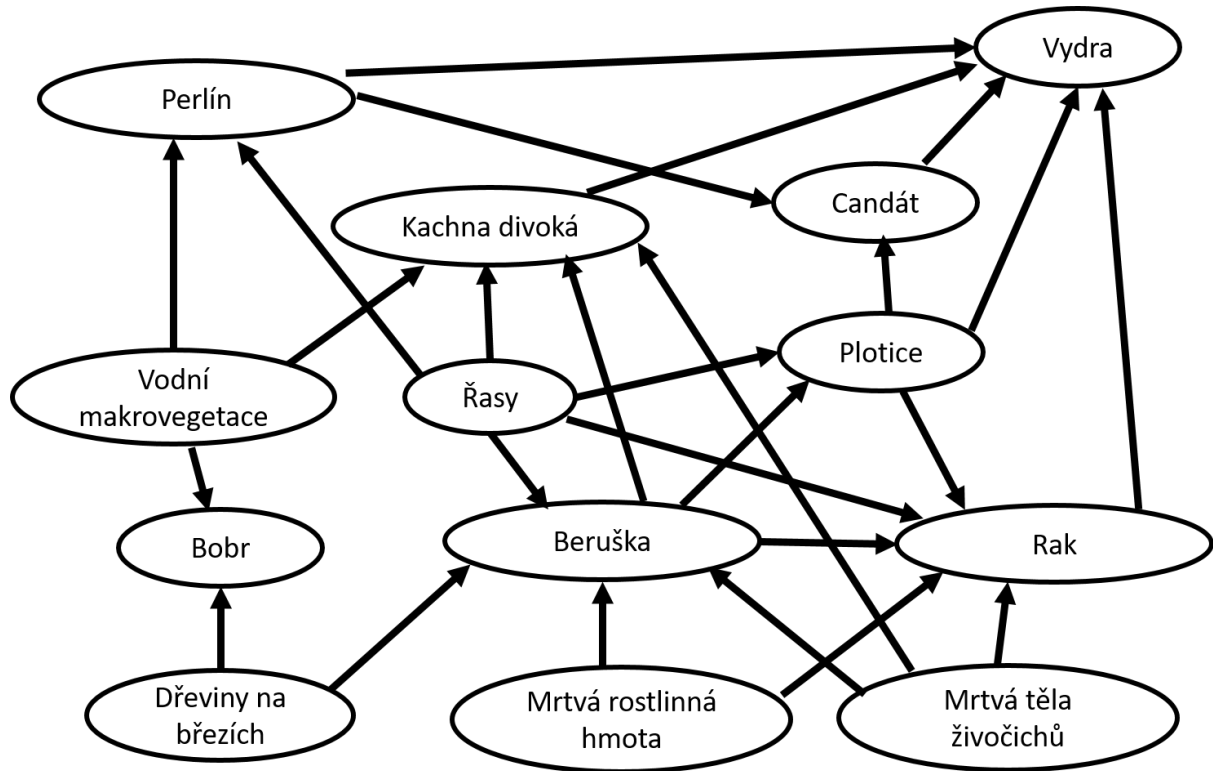 Vydra
Perlín
Candát
Kachna divoká
Plotice
Vodní
makrovegetace
Řasy
Bobr
Beruška
Rak
Dřeviny na
březích
Mrtvá rostlinná
hmota
Mrtvá těla
živočichů